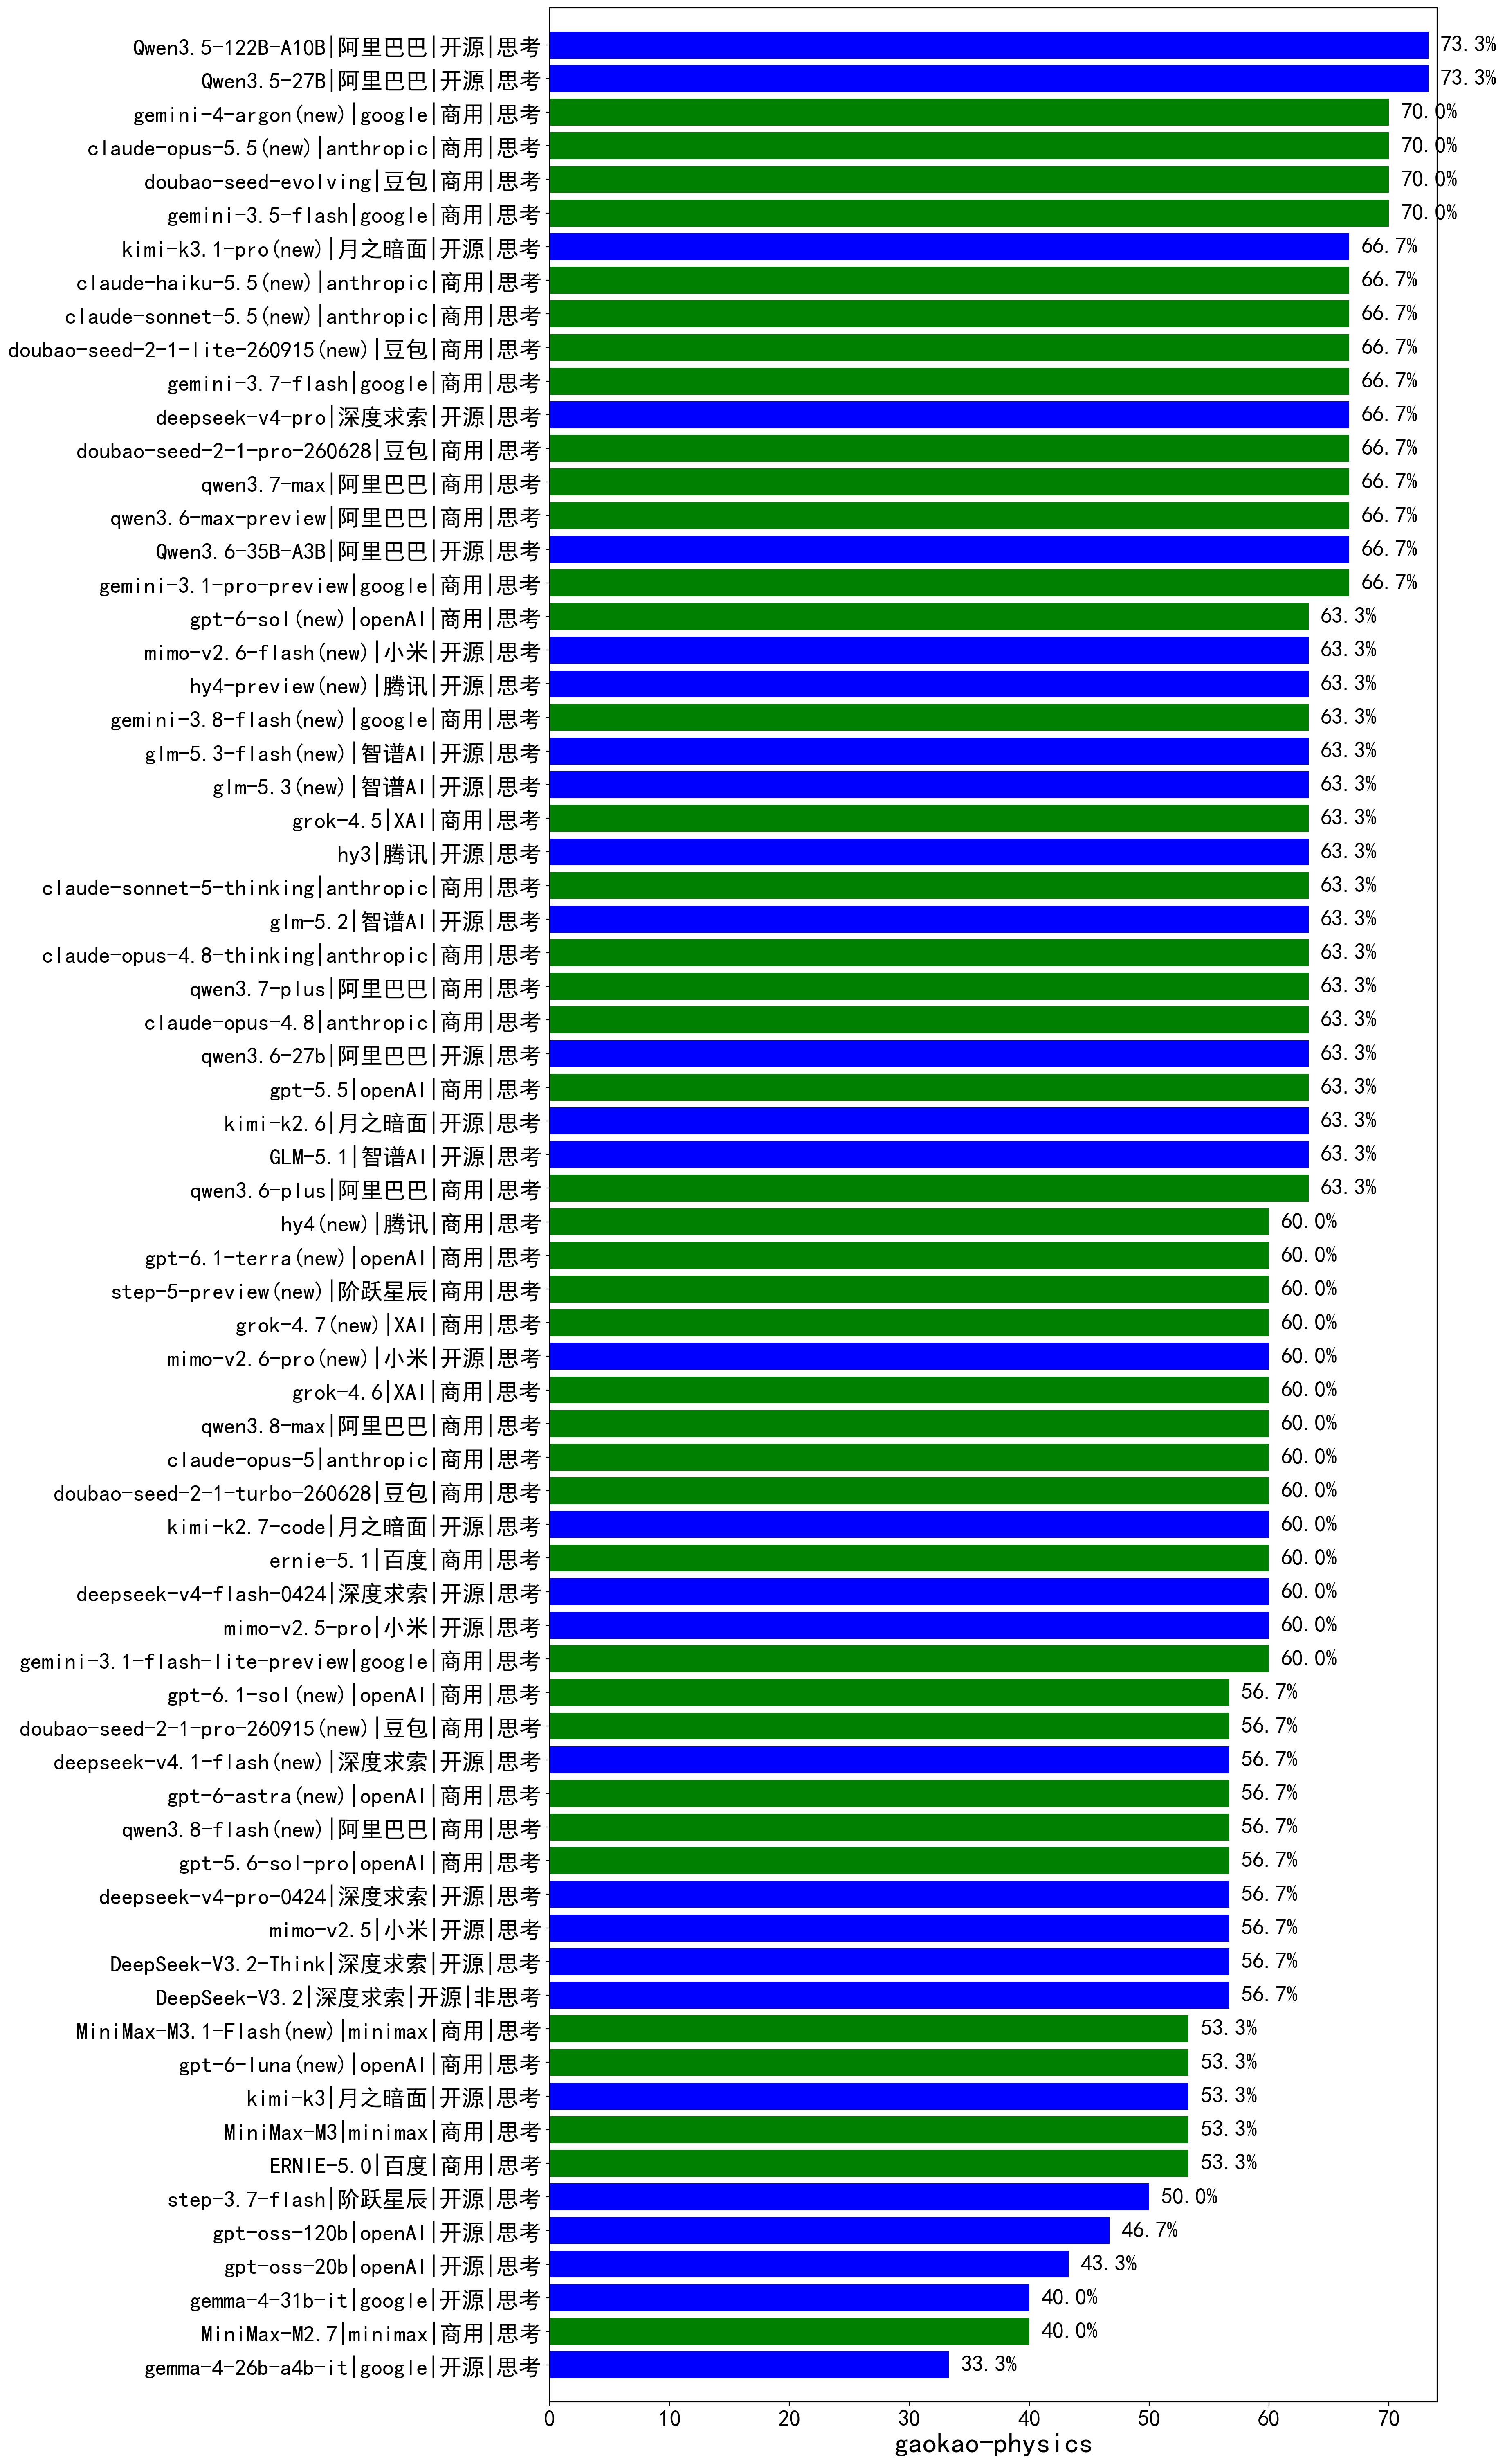 Qwen3.5-122B-A10B|阿里巴巴|开源|思考 73.3%
Qwen3.5-27B|阿里巴巴|开源|思考 73.3%
gemini-4-argon(new)|google|商用|思考 70.0%
claude-opus-5.5(new)|anthropic|商用|思考 70.0%
doubao-seed-evolving|豆包|商用|思考 70.0%
gemini-3.5-flash|google|商用|思考 70.0%
kimi-k3.1-pro(new)|月之暗面|开源|思考 66.7%
claude-haiku-5.5(new)|anthropic|商用|思考 66.7%
claude-sonnet-5.5(new)|anthropic|商用|思考 66.7%
doubao-seed-2-1-lite-260915(new)|豆包|商用|思考 66.7%
gemini-3.7-flash|google|商用|思考 66.7%
deepseek-v4-pro|深度求索|开源|思考 66.7%
doubao-seed-2-1-pro-260628|豆包|商用|思考 66.7%
qwen3.7-max|阿里巴巴|商用|思考 66.7%
qwen3.6-max-preview|阿里巴巴|商用|思考 66.7%
Qwen3.6-35B-A3B|阿里巴巴|开源|思考 66.7%
gemini-3.1-pro-preview|google|商用|思考 66.7%
gpt-6-sol(new)|openAI|商用|思考 63.3%
mimo-v2.6-flash(new)|小米|开源|思考 63.3%
hy4-preview(new)|腾讯|开源|思考 63.3%
gemini-3.8-flash(new)|google|商用|思考 63.3%
glm-5.3-flash(new)|智谱AI|开源|思考 63.3%
glm-5.3(new)|智谱AI|开源|思考 63.3%
grok-4.5|XAI|商用|思考 63.3%
hy3|腾讯|开源|思考 63.3%
claude-sonnet-5-thinking|anthropic|商用|思考 63.3%
glm-5.2|智谱AI|开源|思考 63.3%
claude-opus-4.8-thinking|anthropic|商用|思考 63.3%
qwen3.7-plus|阿里巴巴|商用|思考 63.3%
claude-opus-4.8|anthropic|商用|思考 63.3%
qwen3.6-27b|阿里巴巴|开源|思考 63.3%
gpt-5.5|openAI|商用|思考 63.3%
kimi-k2.6|月之暗面|开源|思考 63.3%
GLM-5.1|智谱AI|开源|思考 63.3%
qwen3.6-plus|阿里巴巴|商用|思考 63.3%
hy4(new)|腾讯|商用|思考 60.0%
gpt-6.1-terra(new)|openAI|商用|思考 60.0%
step-5-preview(new)|阶跃星辰|商用|思考 60.0%
grok-4.7(new)|XAI|商用|思考 60.0%
mimo-v2.6-pro(new)|小米|开源|思考 60.0%
grok-4.6|XAI|商用|思考 60.0%
qwen3.8-max|阿里巴巴|商用|思考 60.0%
claude-opus-5|anthropic|商用|思考 60.0%
doubao-seed-2-1-turbo-260628|豆包|商用|思考 60.0%
kimi-k2.7-code|月之暗面|开源|思考 60.0%
ernie-5.1|百度|商用|思考 60.0%
deepseek-v4-flash-0424|深度求索|开源|思考 60.0%
mimo-v2.5-pro|小米|开源|思考 60.0%
gemini-3.1-flash-lite-preview|google|商用|思考 60.0%
gpt-6.1-sol(new)|openAI|商用|思考 56.7%
doubao-seed-2-1-pro-260915(new)|豆包|商用|思考 56.7%
deepseek-v4.1-flash(new)|深度求索|开源|思考 56.7%
gpt-6-astra(new)|openAI|商用|思考 56.7%
qwen3.8-flash(new)|阿里巴巴|商用|思考 56.7%
gpt-5.6-sol-pro|openAI|商用|思考 56.7%
deepseek-v4-pro-0424|深度求索|开源|思考 56.7%
mimo-v2.5|小米|开源|思考 56.7%
DeepSeek-V3.2-Think|深度求索|开源|思考 56.7%
DeepSeek-V3.2|深度求索|开源|非思考 56.7%
MiniMax-M3.1-Flash(new)|minimax|商用|思考 53.3%
gpt-6-luna(new)|openAI|商用|思考 53.3%
kimi-k3|月之暗面|开源|思考 53.3%
MiniMax-M3|minimax|商用|思考 53.3%
ERNIE-5.0|百度|商用|思考 53.3%
step-3.7-flash|阶跃星辰|开源|思考 50.0%
gpt-oss-120b|openAI|开源|思考 46.7%
gpt-oss-20b|openAI|开源|思考 43.3%
gemma-4-31b-it|google|开源|思考 40.0%
MiniMax-M2.7|minimax|商用|思考 40.0%
gemma-4-26b-a4b-it|google|开源|思考 33.3%
0 10 20 30 40 50 60 70
gaokao-physics